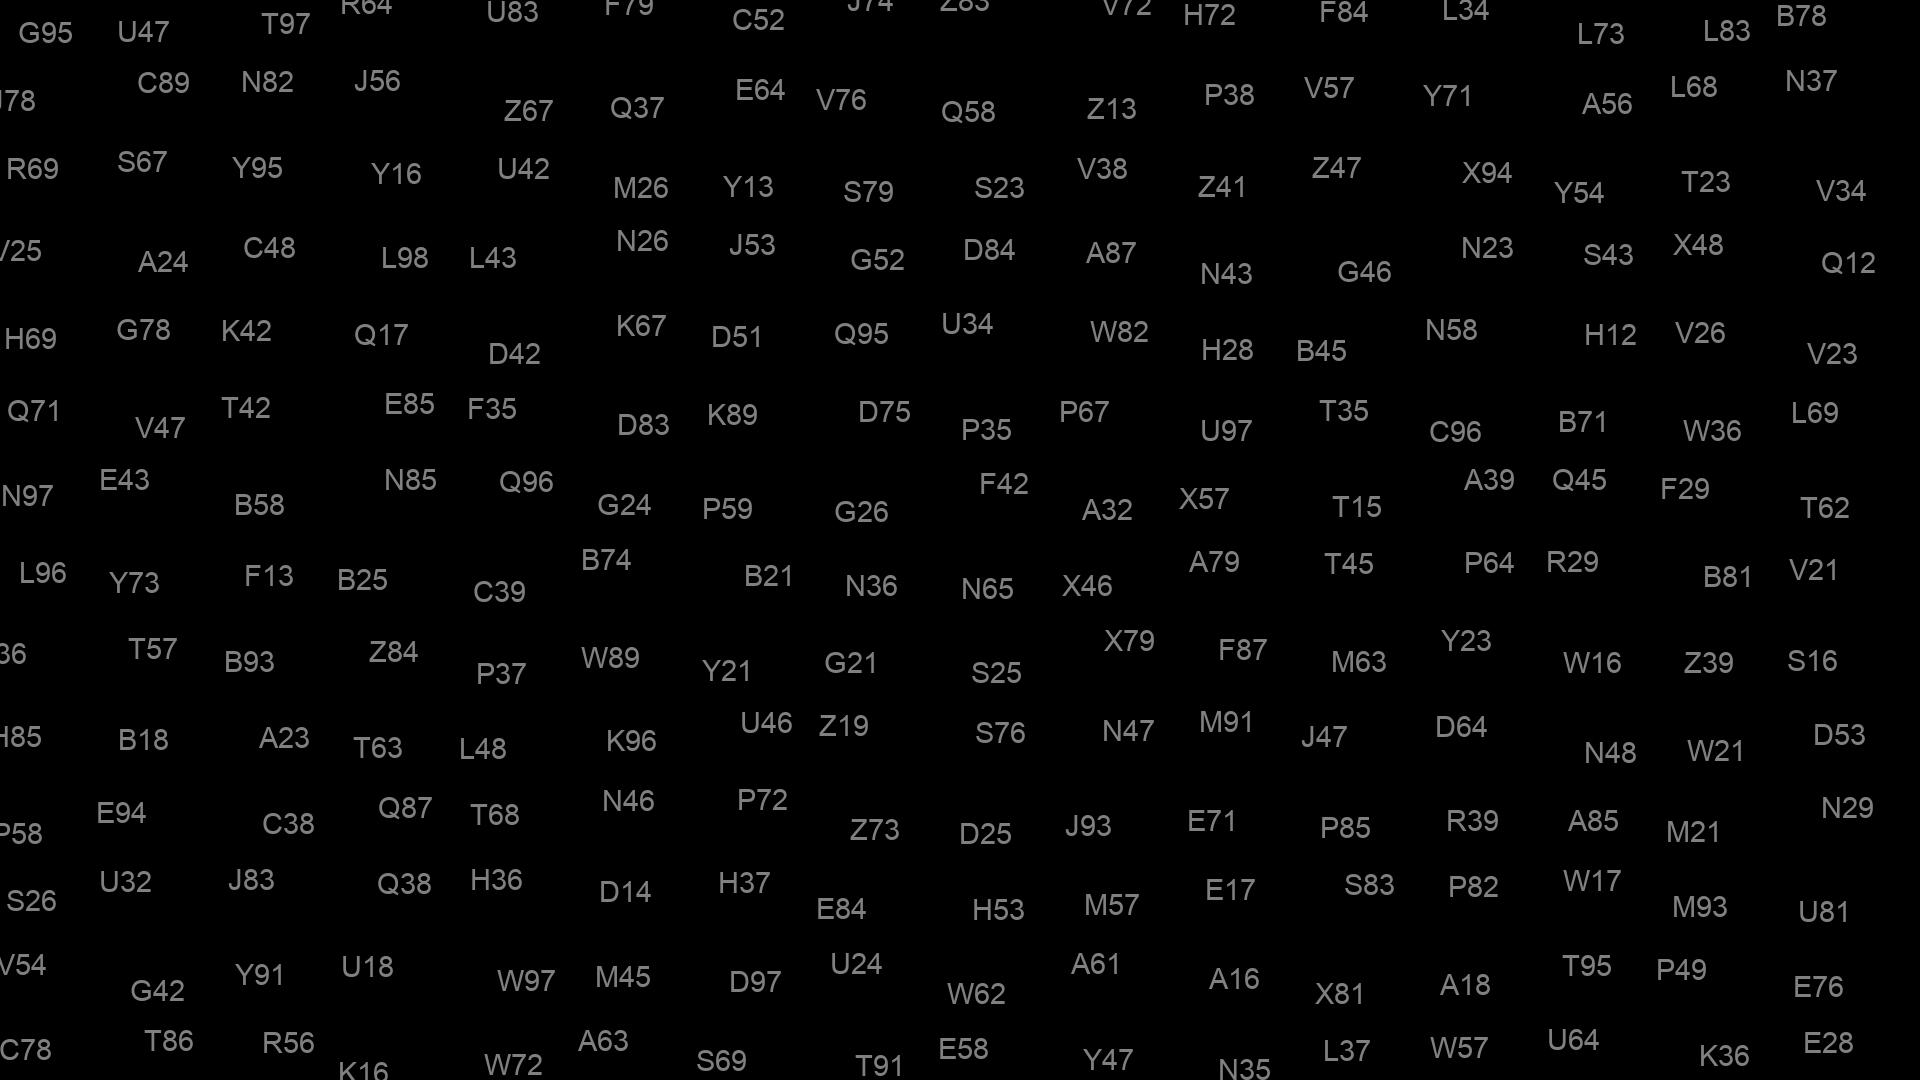 G95 U47 T97 R64 U83 F79 C52 J74 Z83 V72 H72 F84 L34 L73 L83 B78
J78 C89 N82 J56 Z67 Q37 E64 V76 Q58 Z13 P38 V57 Y71 A56 L68 N37
R69 S67 Y95 Y16 U42 M26 Y13 S79 S23 V38 Z41 Z47 X94 Y54 T23 V34
V25 A24 C48 L98 L43 N26 J53 G52 D84 A87 N43 G46 N23 S43 X48 Q12
H69 G78 K42 Q17 D42 K67 D51 Q95 U34 W82 H28 B45 N58 H12 V26 V23
Q71 V47 T42 E85 F35 D83 K89 D75 P35 P67 U97 T35 C96 B71 W36 L69
N97 E43 B58 N85 Q96 G24 P59 G26 F42 A32 X57 T15 A39 Q45 F29 T62
L96 Y73 F13 B25 C39 B74 B21 N36 N65 X46 A79 T45 P64 R29 B81 V21
36 T57 B93 Z84 P37 W89 Y21 G21 S25 X79 F87 M63 Y23 W16 Z39 S16
H85 B18 A23 T63 L48 K96 U46 Z19 S76 N47 M91 J47 D64 N48 W21 D53
P58 E94 C38 Q87 T68 N46 P72 Z73 D25 J93 E71 P85 R39 A85 M21 N29
S26 U32 J83 Q38 H36 D14 H37 E84 H53 M57 E17 S83 P82 W17 M93 U81
V54 G42 Y91 U18 W97 M45 D97 U24 W62 A61 A16 X81 A18 T95 P49 E76
C78 T86 R56 K16 W72 A63 S69 T91 E58 Y47 N35 L37 W57 U64 K36 E28